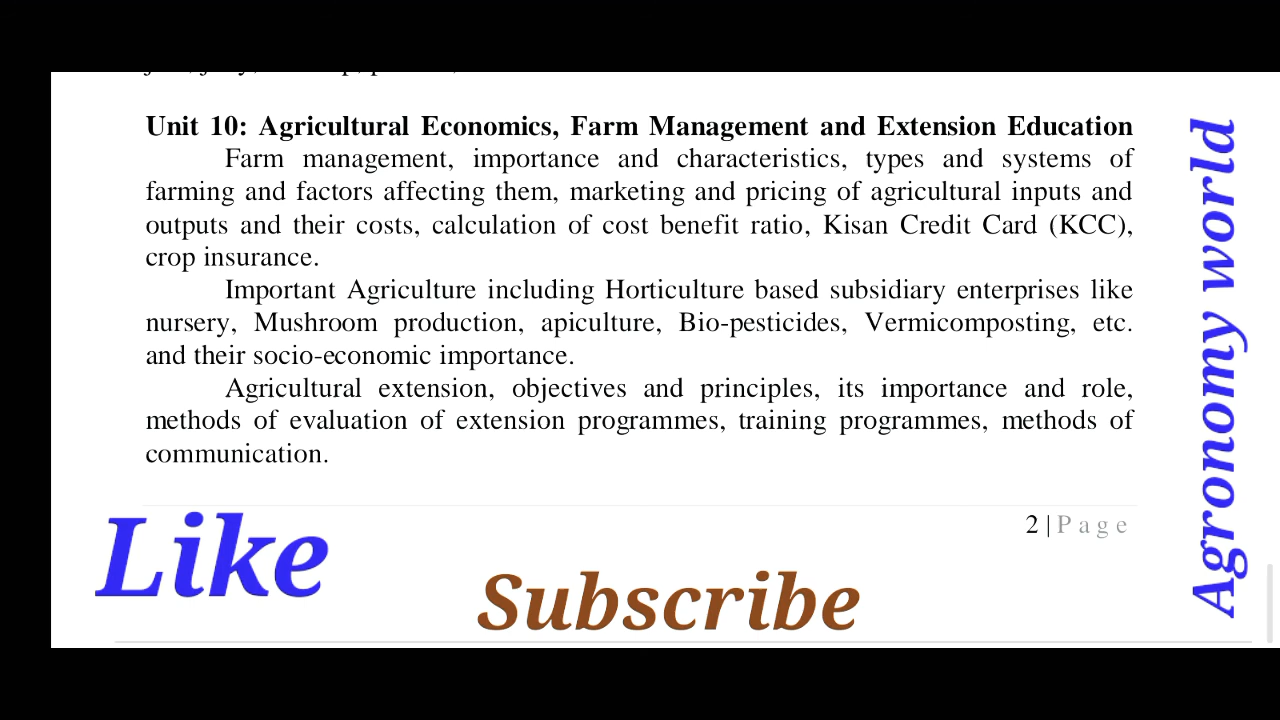 Unit 10: Agricultural Economics, Farm Management and Extension Education
Farm management, importance and characteristics, types and systems of
farming and factors affecting them, marketing and pricing of agricultural inputs and
outputs and their costs, calculation of cost benefit ratio, Kisan Credit Card (KCC),
crop insurance.
Important Agriculture including Horticulture based subsidiary enterprises like
nursery, Mushroom production, apiculture, Bio-pesticides, Vermicomposting, etc.
and their socio-economic importance.
Agricultural extension, objectives and principles, its importance and role,
methods of evaluation of extension programmes, training programmes, methods of
communication.
2 | P a g e
Like
Subscribe
Agronomy world